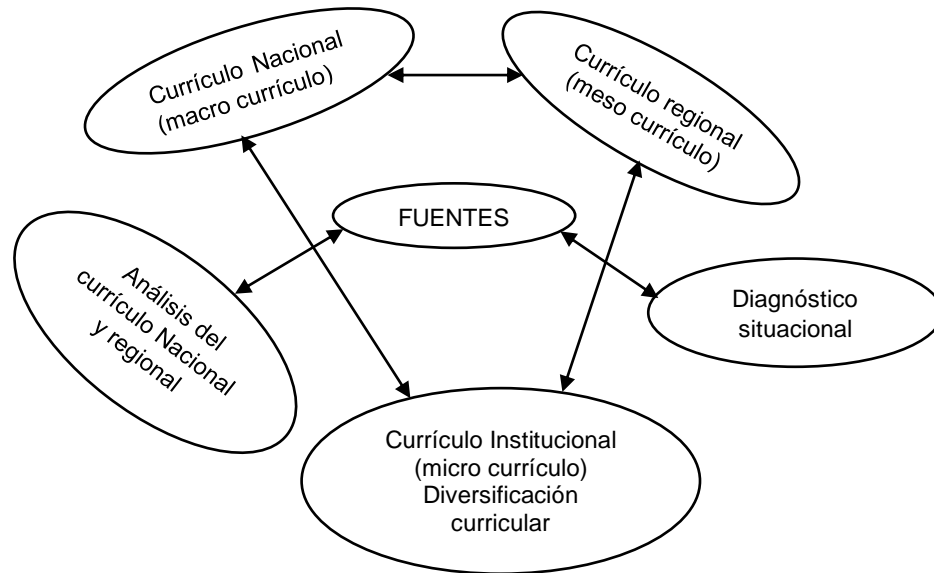 Currículo Nacional
(macro currículo)
Currículo regional
(meso currículo)
FUENTES
Análisis del
currículo Nacional
y regional
Diagnóstico
situacional
Currículo Institucional
(micro currículo)
Diversificación
curricular